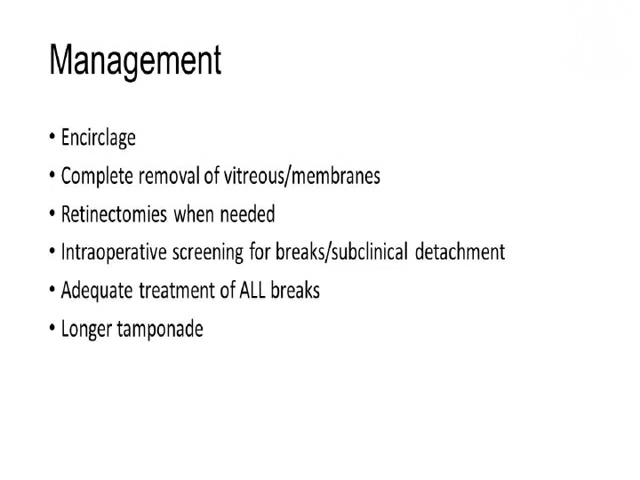 Management
• Encirclage
• Complete removal of vitreous/membranes
• Retinectomies when needed
• Intraoperative screening for breaks/subclinical detachment
• Adequate treatment of ALL breaks
• Longer tamponade